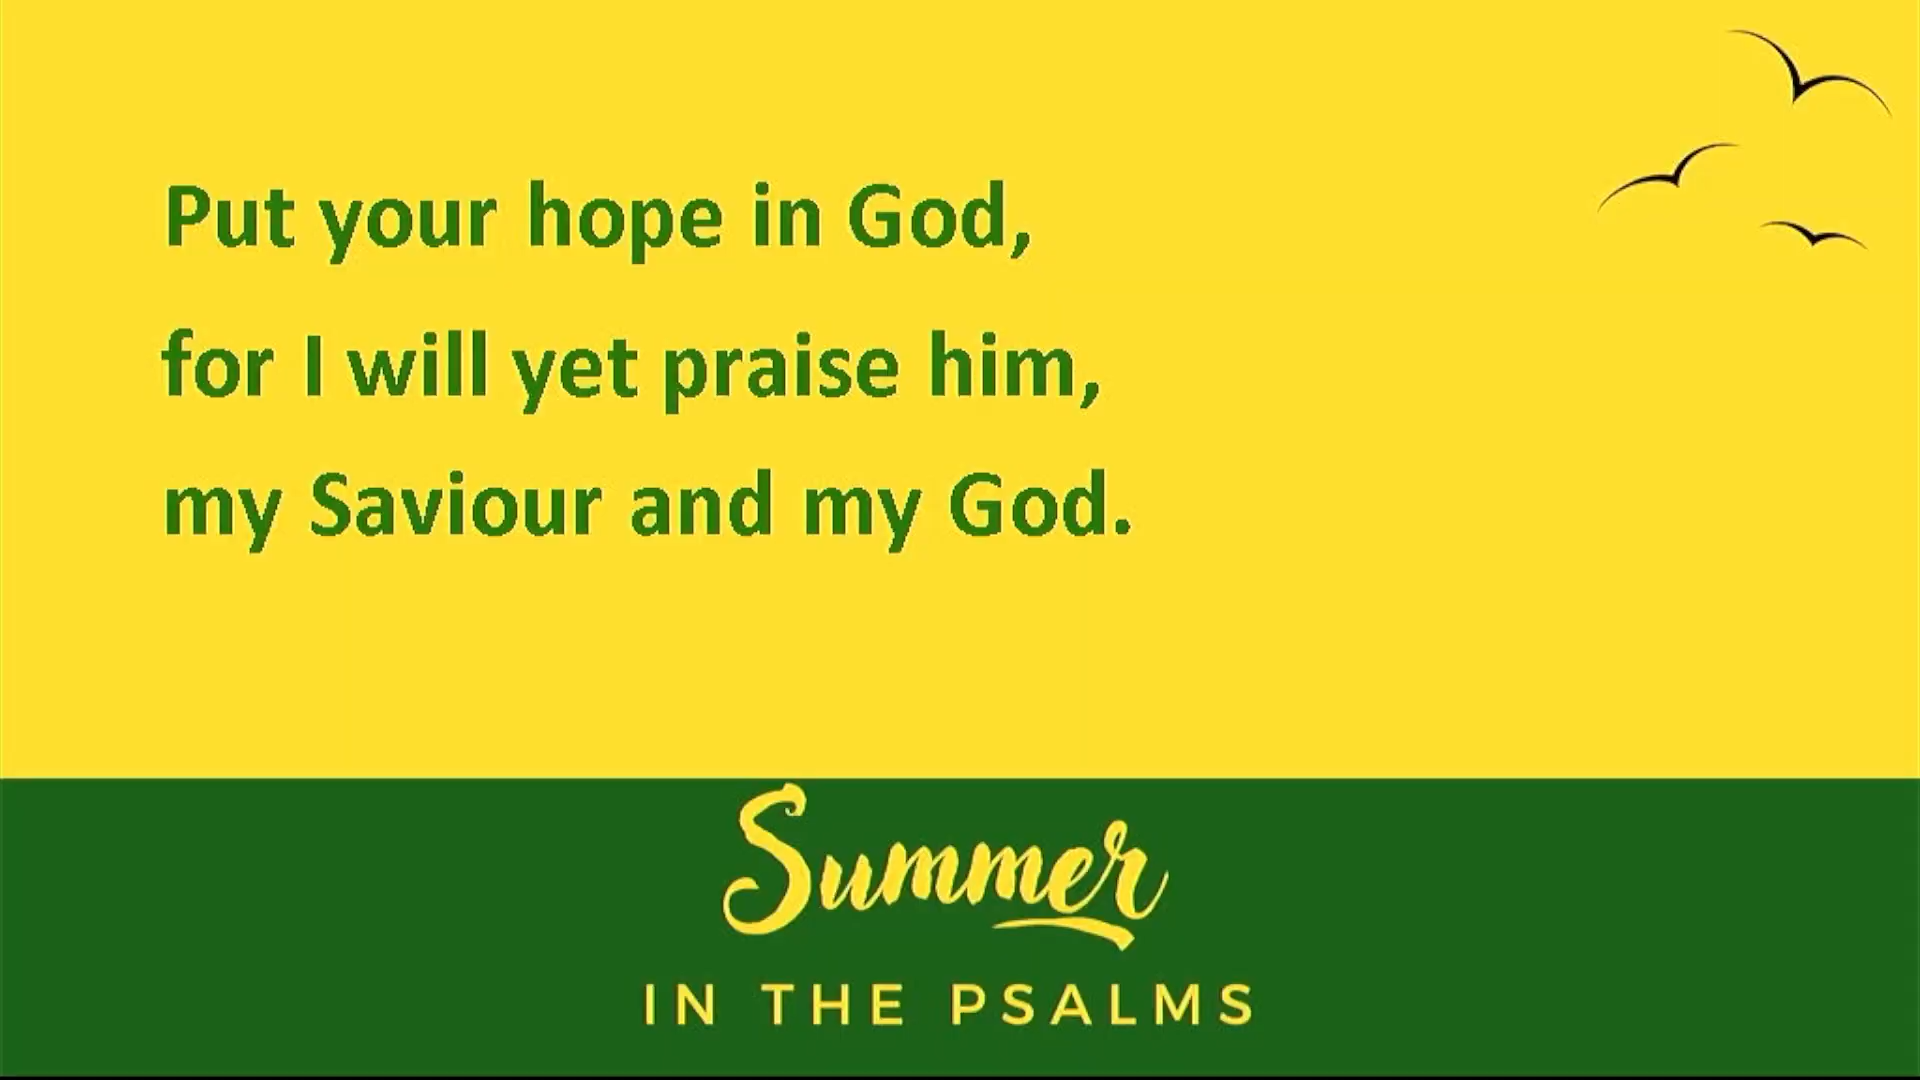 Put your hope in God,
for I will yet praise him,
my Saviour and my God.
Summer
IN THE PSALMS